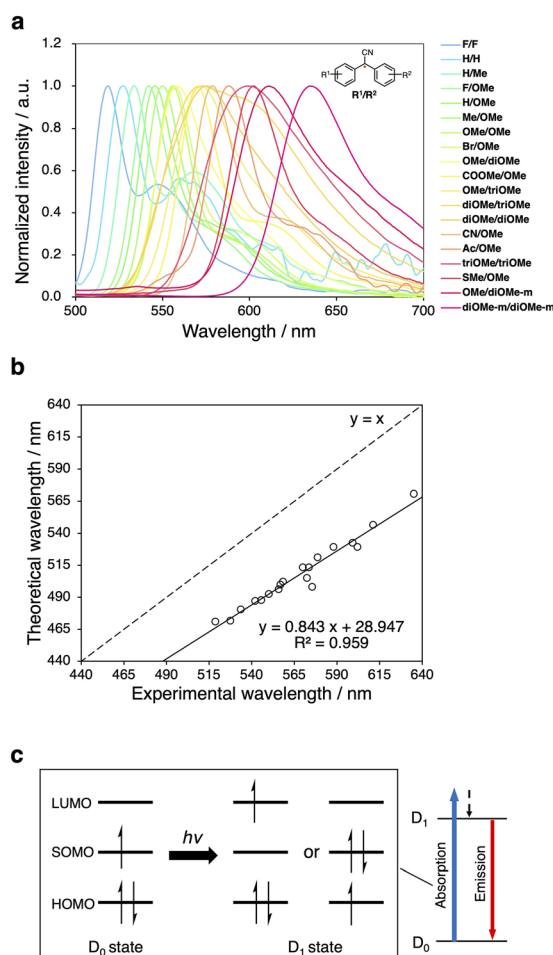 a
Normalized intensity / a.u.
1.2
1.0
0.8
0.6
0.4
0.2
0.0
500
550
600
650
700
Wavelength / nm
CN
R¹
R²
R¹/R²
F/F
H/H
H/Me
F/OMe
H/OMe
Me/OMe
OMe/OMe
Br/OMe
OMe/diOMe
COOMe/OMe
OMe/triOMe
diOMe/triOMe
diOMe/diOMe
CN/OMe
Ac/OMe
triOMe/triOMe
SMe/OMe
OMe/diOMe-m
diOMe-m/diOMe-m
b
Theoretical wavelength / nm
640
615
590
565
540
515
490
465
440
440
465
490
515
540
565
590
615
640
Experimental wavelength / nm
y = x
y = 0.843 x + 28.947
R² = 0.959
c
LUMO
SOMO
HOMO
hν
or
D₀ state
D₁ state
D₁
D₀
Absorption
Emission